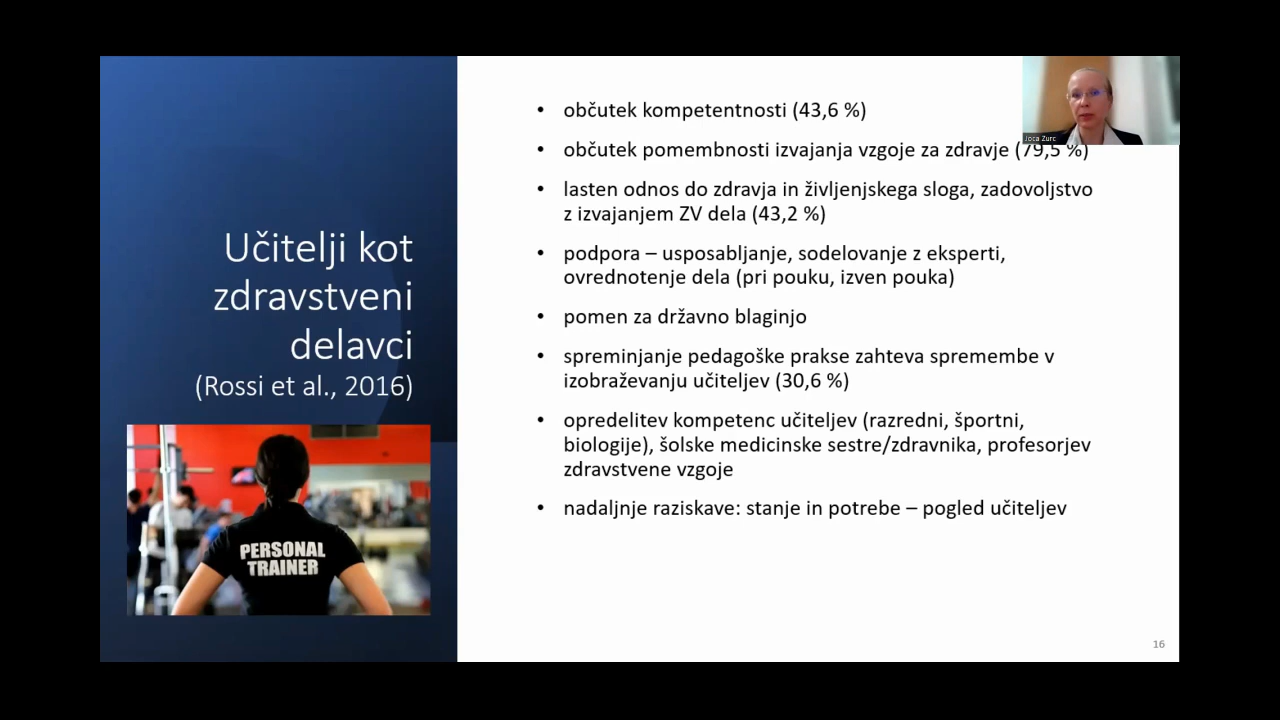 Učitelji kot
zdravstveni
delavci
(Rossi et al., 2016)
PERSONAL
TRAINER
• občutek kompetentnosti (43,6 %)
• občutek pomembnosti izvajanja vzgoje za zdravje (79,5 %)
• lasten odnos do zdravja in življenjskega sloga, zadovoljstvo
z izvajanjem ZV dela (43,2 %)
• podpora – usposabljanje, sodelovanje z eksperti,
ovrednotenje dela (pri pouku, izven pouka)
• pomen za državno blaginjo
• spreminjanje pedagoške prakse zahteva spremembe v
izobraževanju učiteljev (30,6 %)
• opredelitev kompetenc učiteljev (razredni, športni,
biologije), šolske medicinske sestre/zdravnika, profesorjev
zdravstvene vzgoje
• nadaljnje raziskave: stanje in potrebe – pogled učiteljev
Joca Zurc
16